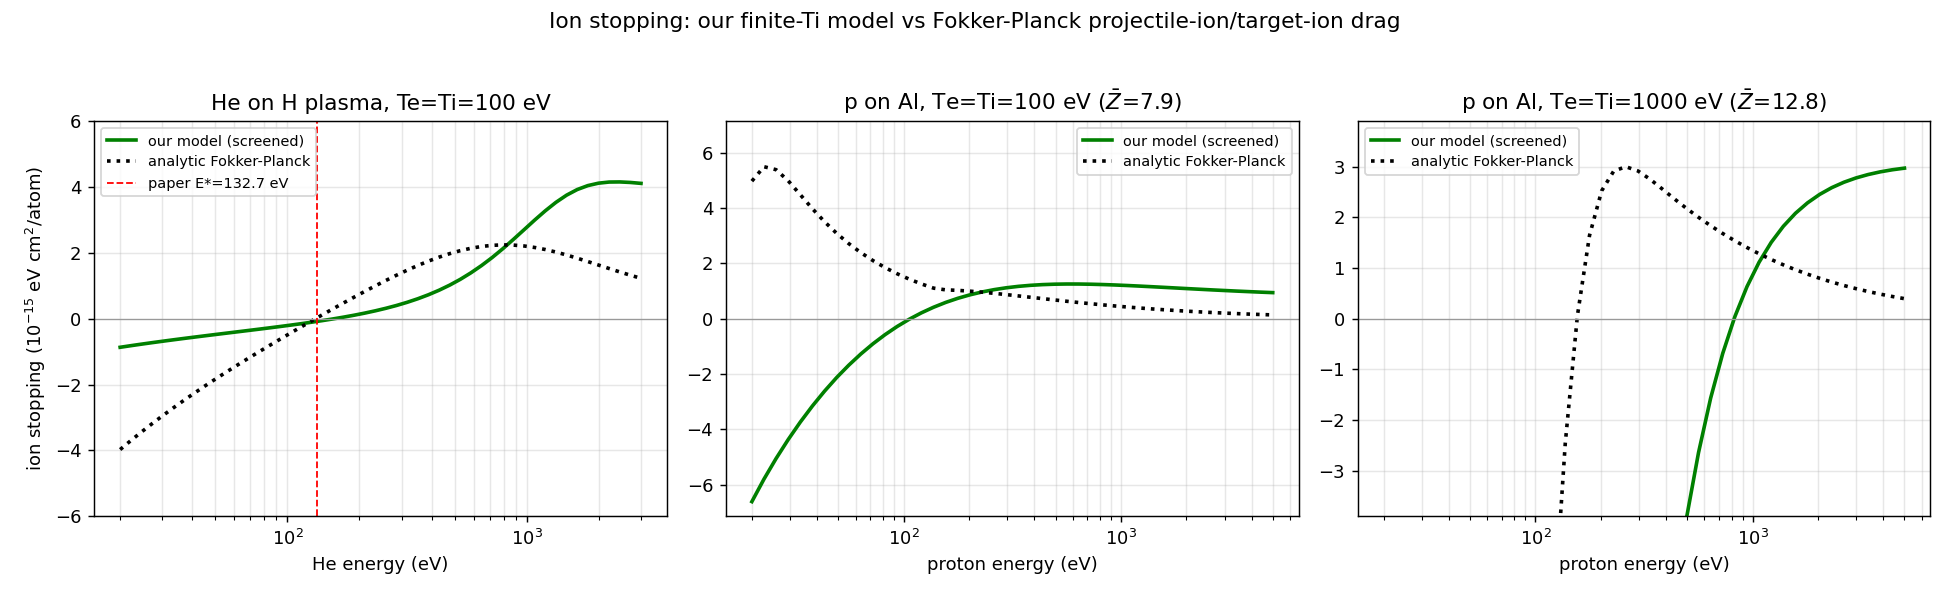 Ion stopping: our finite-Ti model vs Fokker-Planck projectile-ion/target-ion drag
He on H plasma, Te=Ti=100 eV
ion stopping (10⁻¹⁵ eV cm²/atom)
6
4
2
0
−2
−4
−6
our model (screened)
analytic Fokker-Planck
paper E*=132.7 eV
10²
10³
He energy (eV)
p on Al, Te=Ti=100 eV (Z̄=7.9)
6
4
2
0
−2
−4
−6
our model (screened)
analytic Fokker-Planck
10²
10³
proton energy (eV)
p on Al, Te=Ti=1000 eV (Z̄=12.8)
3
2
1
0
−1
−2
−3
our model (screened)
analytic Fokker-Planck
10²
10³
proton energy (eV)